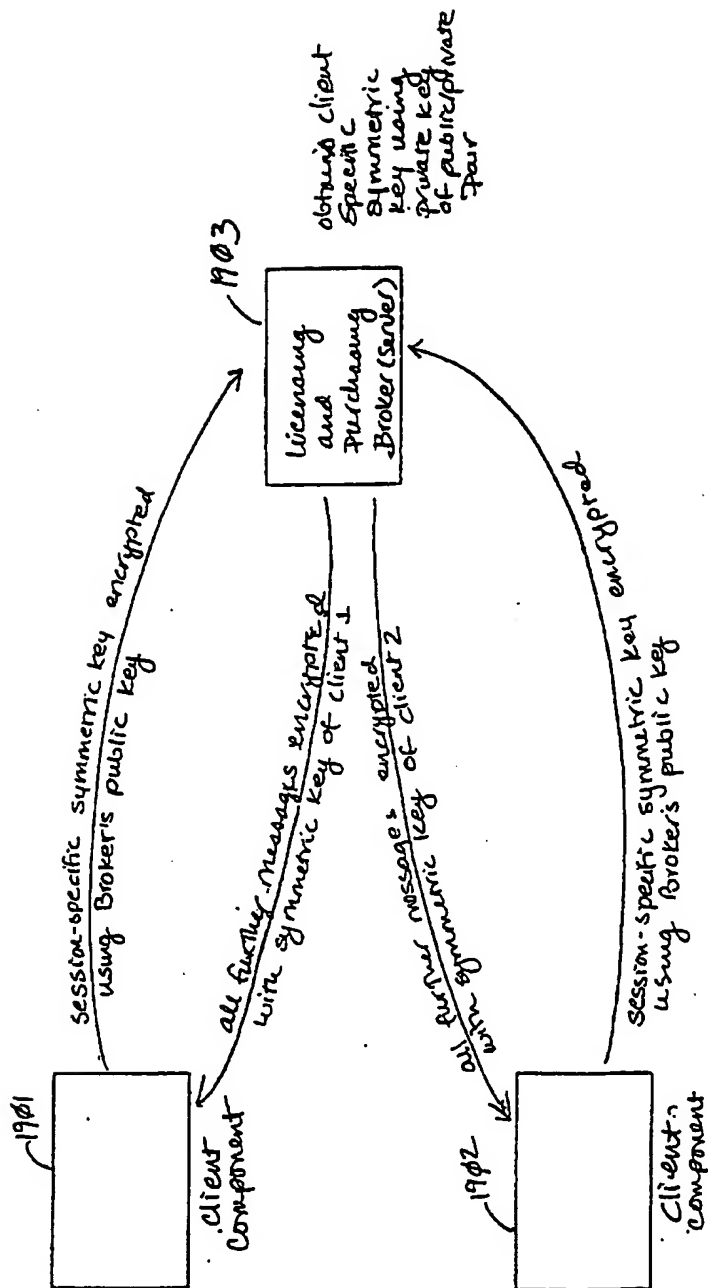 1901
client
component
session-specific symmetric key encrypted
using Broker's public key
all further messages encrypted
with symmetric key of client 1
1903
Licensing
and
Purchasing
Broker (server)
obtains client
specific
symmetric
key using
private key
of public/private
pair
all further messages encrypted
with symmetric key of client 2
1902
client
component
session-specific symmetric key encrypted
using Broker's public key